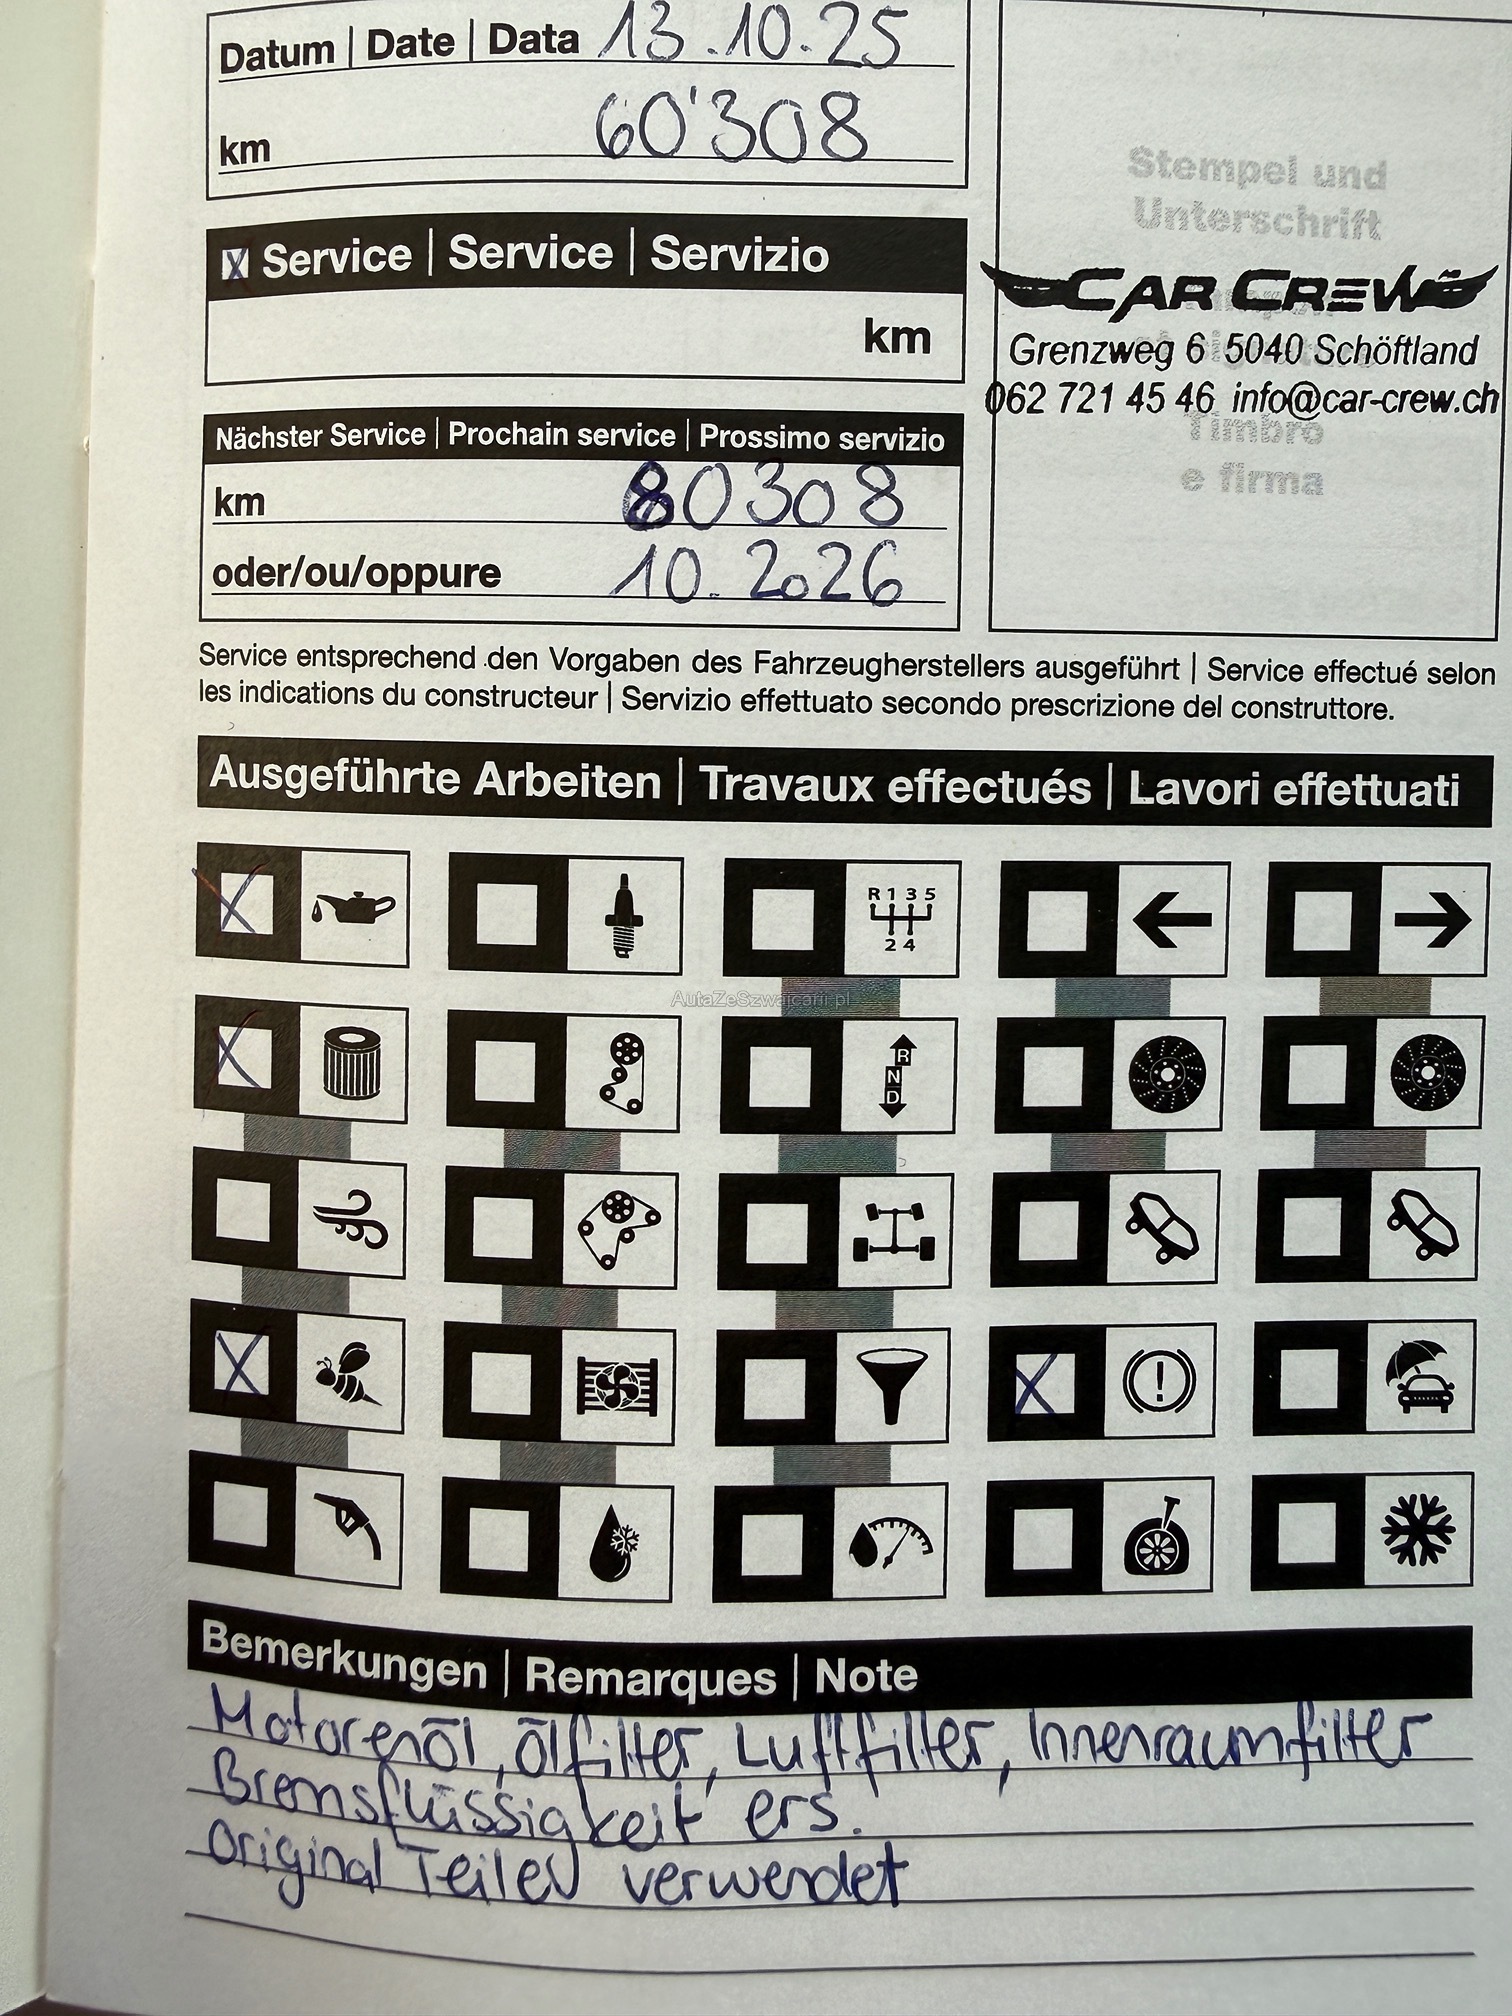 Datum | Date | Data 13.10.25
km 60'308
Stempel und
Unterschrift
X Service | Service | Servizio
km
CAR CREW
Grenzweg 6 5040 Schöftland
062 721 45 46 info@car-crew.ch
Timbro
e firma
Nächster Service | Prochain service | Prossimo servizio
km 80308
oder/ou/oppure 10.2026
Service entsprechend den Vorgaben des Fahrzeugherstellers ausgeführt | Service effectué selon
les indications du constructeur | Servizio effettuato secondo prescrizione del construttore.
Ausgeführte Arbeiten | Travaux effectués | Lavori effettuati
X R 1 3 5
2 4
AutaZeSzwajcarii.pl
X R
N
D
X X !
Bemerkungen | Remarques | Note
Motorenöl, Ölfilter, Luftfilter, Innenraumfilter
Bremsflüssigkeit ers.
Original Teile verwendet